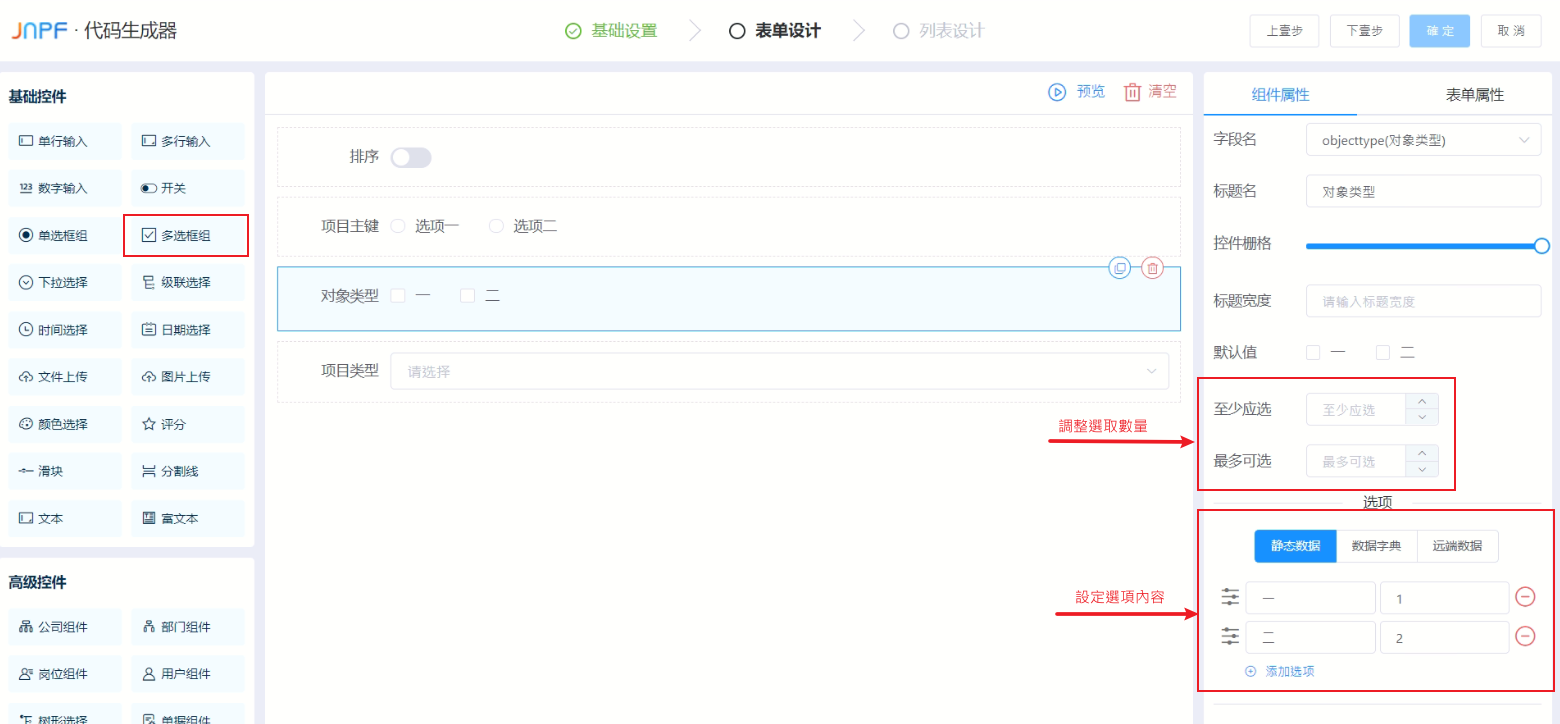 JNPF · 代码生成器
基础设置
表单设计
列表设计
上壹步
下壹步
確 定
取 消
基础控件
单行输入
多行输入
123 数字输入
开关
单选框组
多选框组
下拉选择
级联选择
时间选择
日期选择
文件上传
图片上传
颜色选择
评分
滑块
分割线
文本
富文本
高级控件
公司组件
部门组件
岗位组件
用户组件
树形选择
单据组件
预览
清空
排序
项目主键
选项一
选项二
对象类型
一
二
项目类型
请选择
調整選取數量
設定選項內容
组件属性
表单属性
字段名
objecttype(对象类型)
标题名
对象类型
控件栅格
标题宽度
请输入标题宽度
默认值
一
二
至少应选
至少应选
最多可选
最多可选
选项
静态数据
数据字典
远端数据
一
1
二
2
添加选项